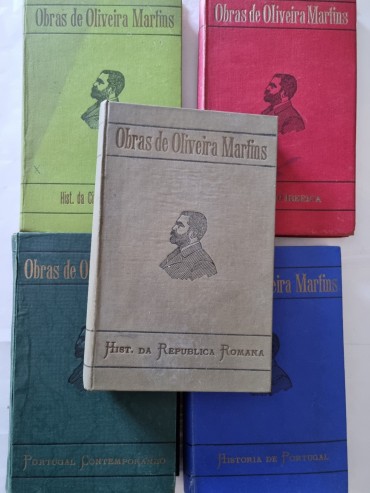 Obras de Oliveira Martins
Hist. da
Obras de Oliveira Martins
IBERICA
Obras de Oliveira Martins
HIST. DA REPUBLICA ROMANA
Obras de
PORTUGAL CONTEMPORANEO
eira Martins
HISTORIA DE PORTUGAL